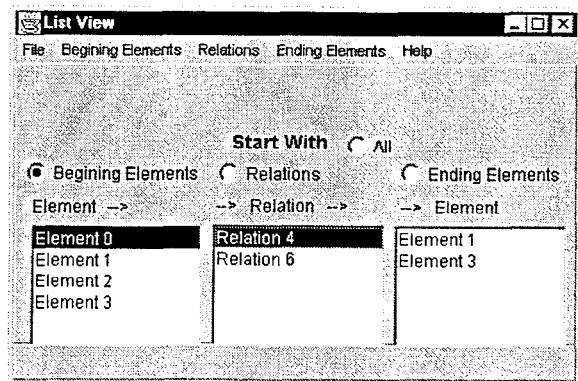 List View
File Begining Elements Relations Ending Elements Help
Start With All
Begining Elements Relations Ending Elements
Element --> --> Relation --> --> Element
Element 0 Relation 4 Element 1
Element 1 Relation 6 Element 3
Element 2
Element 3